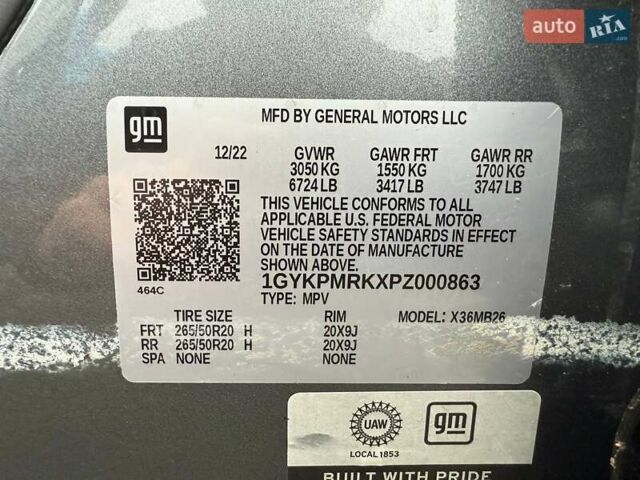 auto RIA .com
gm
MFD BY GENERAL MOTORS LLC
12/22 GVWR GAWR FRT GAWR RR
3050 KG 1550 KG 1700 KG
6724 LB 3417 LB 3747 LB
THIS VEHICLE CONFORMS TO ALL
APPLICABLE U.S. FEDERAL MOTOR
VEHICLE SAFETY STANDARDS IN EFFECT
ON THE DATE OF MANUFACTURE
SHOWN ABOVE.
1GYKPMRKXPZ000863
464C
TYPE: MPV
TIRE SIZE RIM MODEL: X36MB26
FRT 265/50R20 H 20X9J
RR 265/50R20 H 20X9J
SPA NONE NONE
UAW gm
LOCAL 1853
BUILT WITH PRIDE